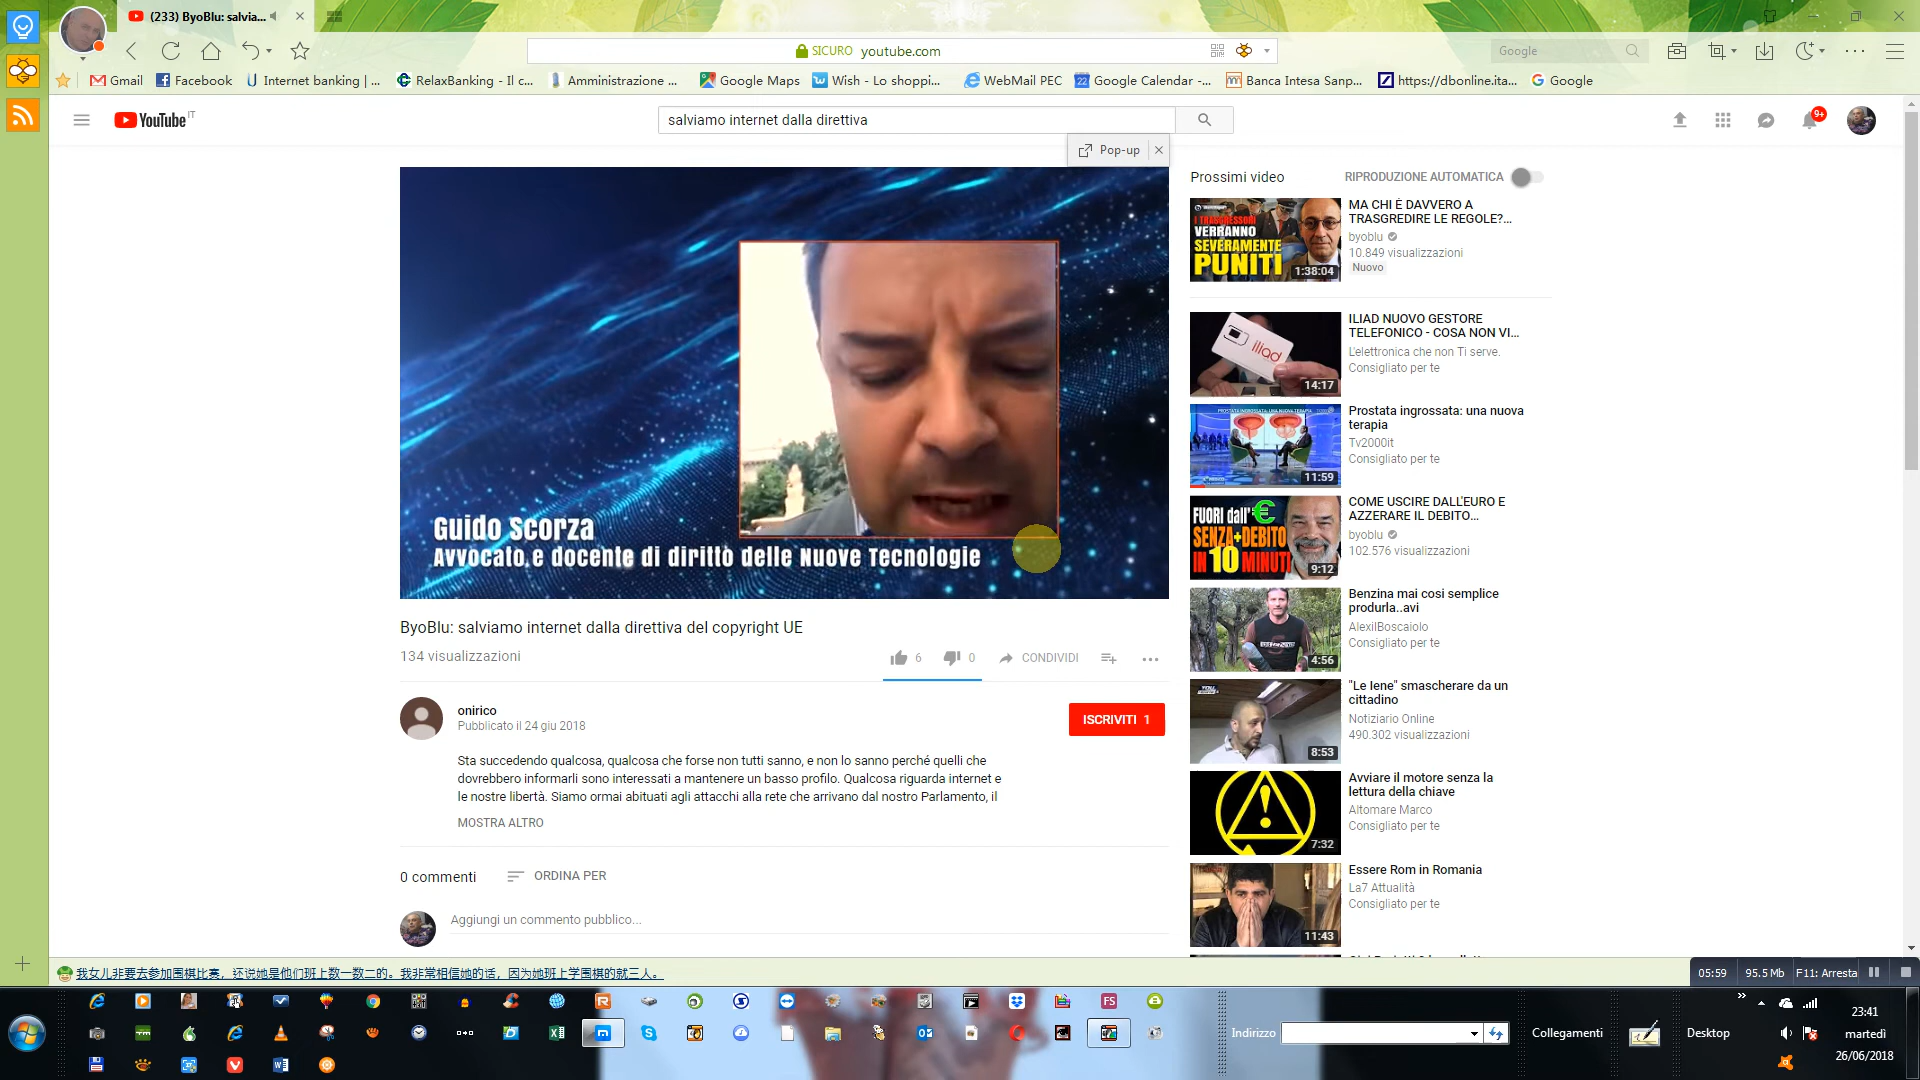 (233) ByoBlu: salvia...
SICURO youtube.com
Google
Gmail
Facebook
Internet banking | ...
RelaxBanking - Il c...
Amministrazione ...
Google Maps
Wish - Lo shoppi...
WebMail PEC
22
Google Calendar -...
Banca Intesa Sanp...
https://dbonline.ita...
Google
YouTube IT
salviamo internet dalla direttiva
9+
Pop-up
Guido Scorza
Avvocato e docente di diritto delle Nuove Tecnologie
ByoBlu: salviamo internet dalla direttiva del copyright UE
134 visualizzazioni
6
0
CONDIVIDI
onirico
Pubblicato il 24 giu 2018
ISCRIVITI 1
Sta succedendo qualcosa, qualcosa che forse non tutti sanno, e non lo sanno perché quelli che
dovrebbero informarli sono interessati a mantenere un basso profilo. Qualcosa riguarda internet e
le nostre libertà. Siamo ormai abituati agli attacchi alla rete che arrivano dal nostro Parlamento, il
MOSTRA ALTRO
0 commenti
ORDINA PER
Aggiungi un commento pubblico...
Prossimi video
RIPRODUZIONE AUTOMATICA
I TRASGRESSORI
VERRANNO
SEVERAMENTE
PUNITI
1:38:04
MA CHI È DAVVERO A
TRASGREDIRE LE REGOLE?...
byoblu
10.849 visualizzazioni
Nuovo
iliad
14:17
ILIAD NUOVO GESTORE
TELEFONICO - COSA NON VI...
L'elettronica che non Ti serve.
Consigliato per te
PROSTATA INGROSSATA: UNA NUOVA TERAPIA
11:59
Prostata ingrossata: una nuova
terapia
Tv2000it
Consigliato per te
FUORI dall'€
SENZA+DEBITO
IN 10 MINUTI
9:12
COME USCIRE DALL'EURO E
AZZERARE IL DEBITO...
byoblu
102.576 visualizzazioni
4:56
Benzina mai cosi semplice
produrla..avi
AlexilBoscaiolo
Consigliato per te
8:53
"Le Iene" smascherare da un
cittadino
Notiziario Online
490.302 visualizzazioni
7:32
Avviare il motore senza la
lettura della chiave
Altomare Marco
Consigliato per te
11:43
Essere Rom in Romania
La7 Attualità
Consigliato per te
我女儿非要去参加围棋比赛，还说她是他们班上数一数二的。我非常相信她的话，因为她班上学围棋的就三人。
05:59
95.5 Mb
F11: Arresta
Indirizzo
Collegamenti
Desktop
23:41
martedì
26/06/2018